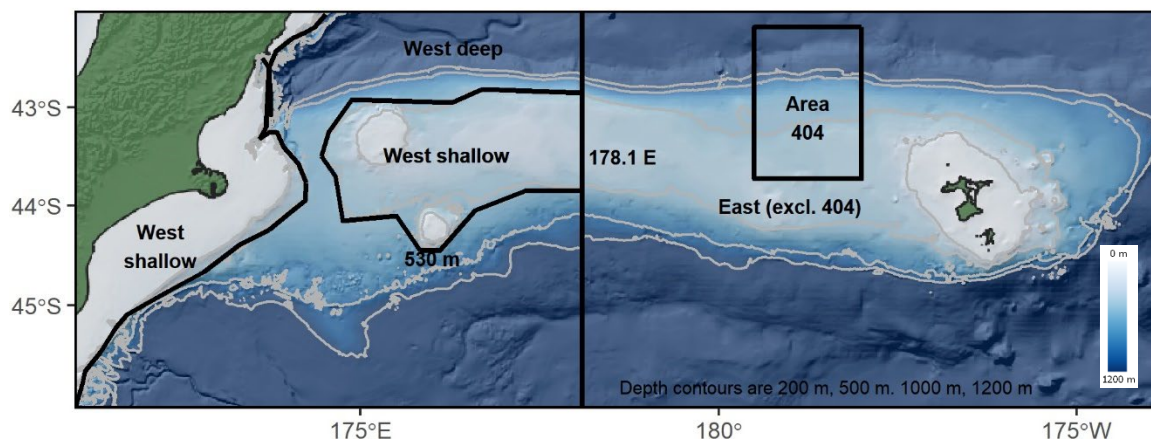 West deep
43°S
Area
404
West shallow
178.1 E
44°S
East (excl. 404)
West
shallow
530 m
0 m
45°S
1200 m
Depth contours are 200 m, 500 m. 1000 m, 1200 m
175°E
180°
175°W